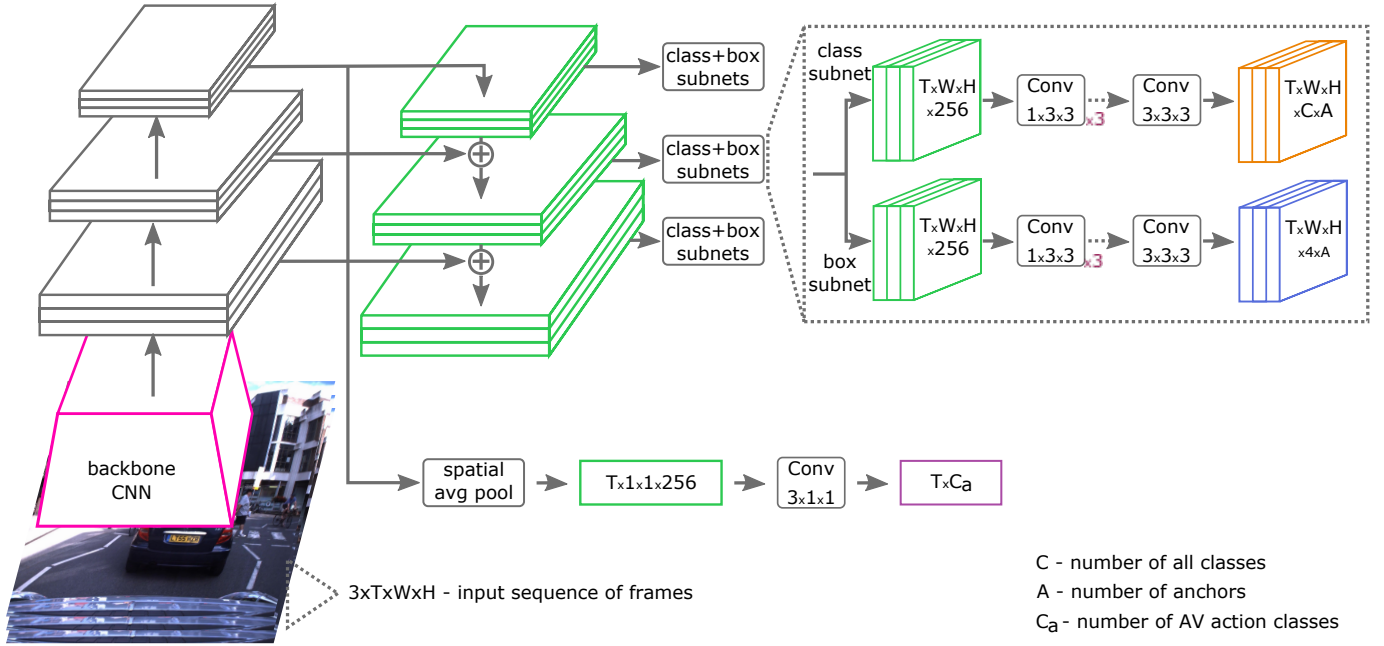 class+box
subnets
class+box
subnets
class+box
subnets
class
subnet
TxWxH
x256
Conv
1x3x3
x3
Conv
3x3x3
TxWxH
xCxA
box
subnet
TxWxH
x256
Conv
1x3x3
x3
Conv
3x3x3
TxWxH
x4xA
backbone
CNN
spatial
avg pool
Tx1x1x256
Conv
3x1x1
TxCa
3xTxWxH - input sequence of frames
C - number of all classes
A - number of anchors
Ca - number of AV action classes